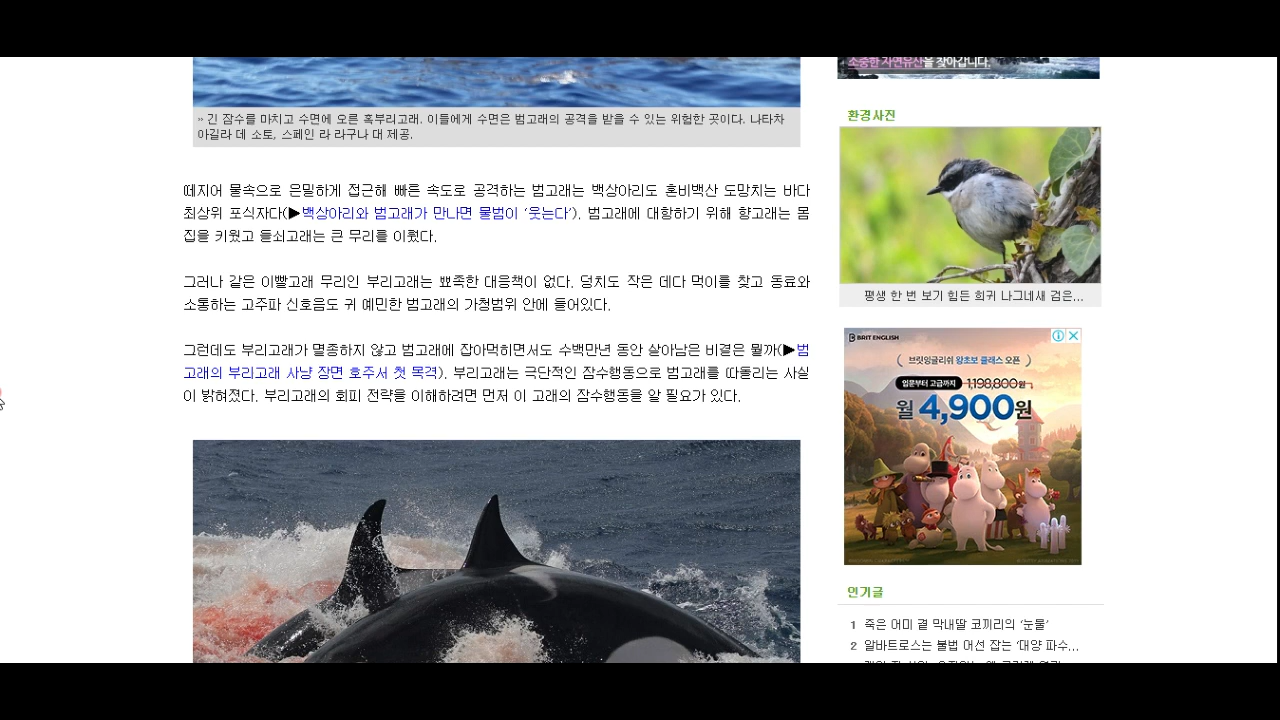 소중한 자연유산을 찾아갑니다.
» 긴 잠수를 마치고 수면에 오른 혹부리고래. 이들에게 수면은 범고래의 공격을 받을 수 있는 위험한 곳이다. 나타차
아길라 데 소토, 스페인 라 라구나 대 제공.
떼지어 물속으로 은밀하게 접근해 빠른 속도로 공격하는 범고래는 백상아리도 혼비백산 도망치는 바다
최상위 포식자다(▶백상아리와 범고래가 만나면 물범이 ‘웃는다’). 범고래에 대항하기 위해 향고래는 몸
집을 키웠고 들쇠고래는 큰 무리를 이뤘다.
그러나 같은 이빨고래 무리인 부리고래는 뾰족한 대응책이 없다. 덩치도 작은 데다 먹이를 찾고 동료와
소통하는 고주파 신호음도 귀 예민한 범고래의 가청범위 안에 들어있다.
그런데도 부리고래가 멸종하지 않고 범고래에 잡아먹히면서도 수백만년 동안 살아남은 비결은 뭘까(▶범
고래의 부리고래 사냥 장면 호주서 첫 목격). 부리고래는 극단적인 잠수행동으로 범고래를 따돌리는 사실
이 밝혀졌다. 부리고래의 회피 전략을 이해하려면 먼저 이 고래의 잠수행동을 알 필요가 있다.
환경사진
평생 한 번 보기 힘든 희귀 나그네새 검은...
BRIT ENGLISH
브릿잉글리쉬 왕초보 클래스 오픈
입문부터 고급까지 1,198,800원
월 4,900원
인기글
1 죽은 어미 곁 막내딸 코끼리의 ‘눈물’
2 알바트로스는 불법 어선 잡는 ‘대양 파수...